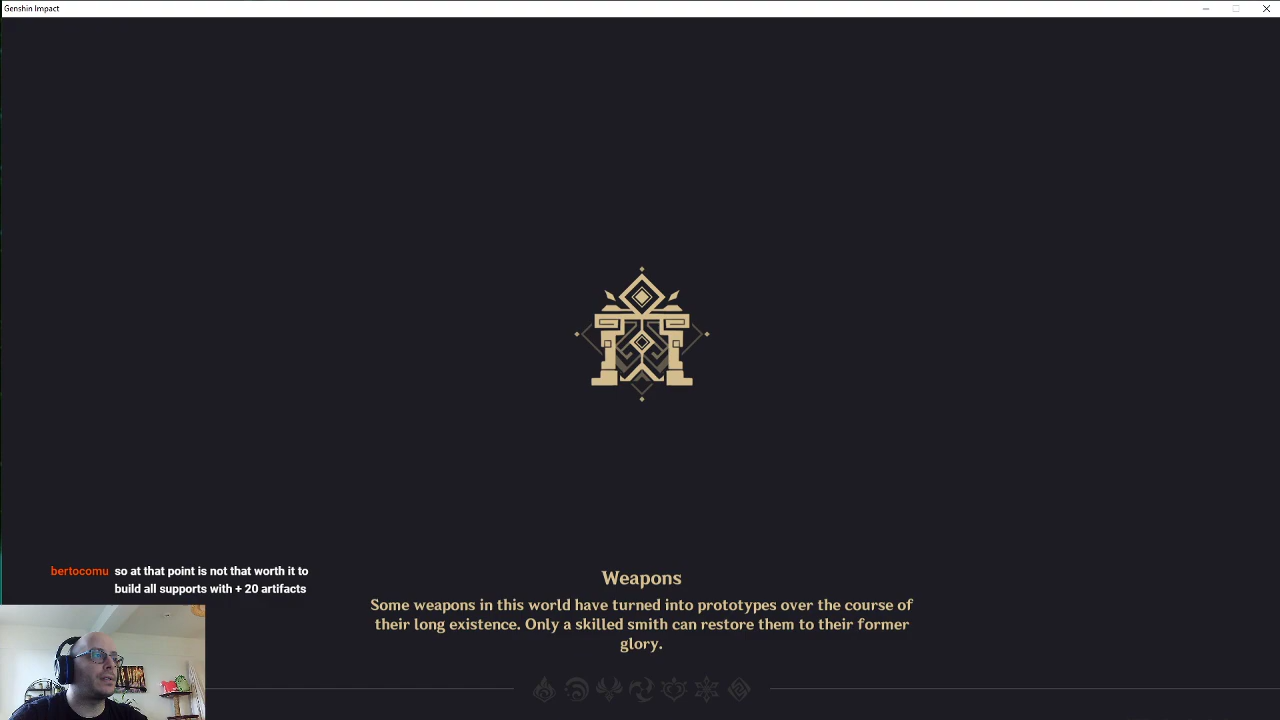 Genshin Impact
bertocomu so at that point is not that worth it to
build all supports with + 20 artifacts
Weapons
Some weapons in this world have turned into prototypes over the course of
their long existence. Only a skilled smith can restore them to their former
glory.